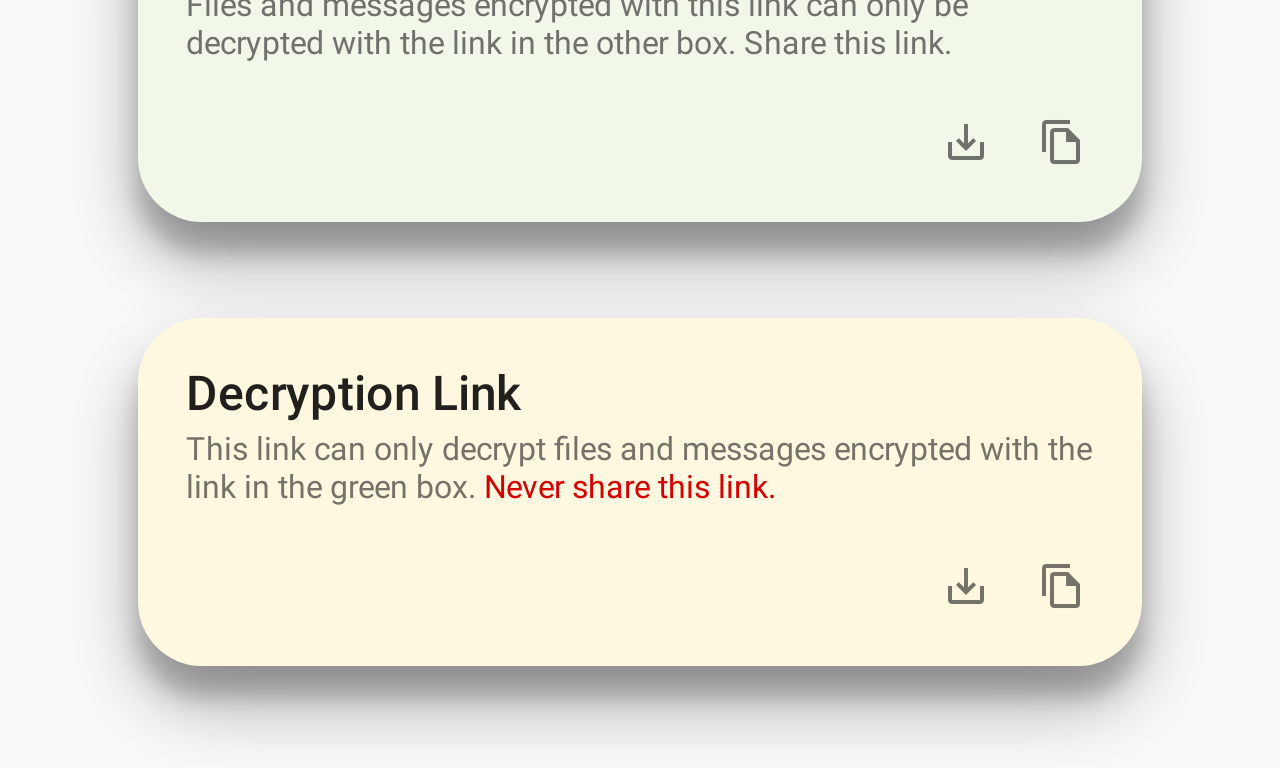 Files and messages encrypted with this link can only be
decrypted with the link in the other box. Share this link.
Decryption Link
This link can only decrypt files and messages encrypted with the
link in the green box. Never share this link.